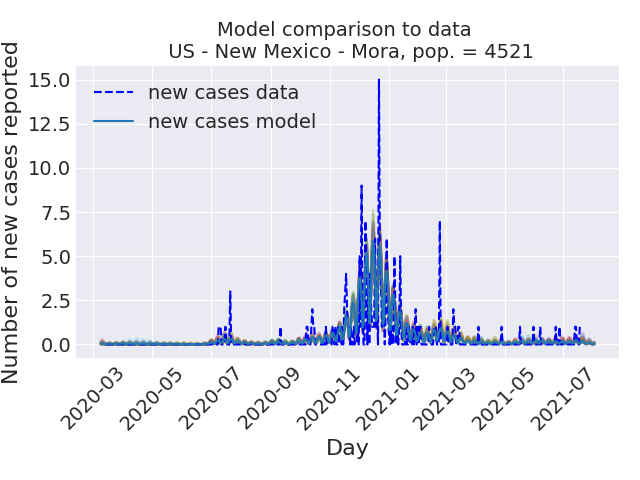 Model comparison to data
US - New Mexico - Mora, pop. = 4521
Number of new cases reported
15.0
12.5
10.0
7.5
5.0
2.5
0.0
new cases data
new cases model
2020-03
2020-05
2020-07
2020-09
2020-11
2021-01
2021-03
2021-05
2021-07
Day